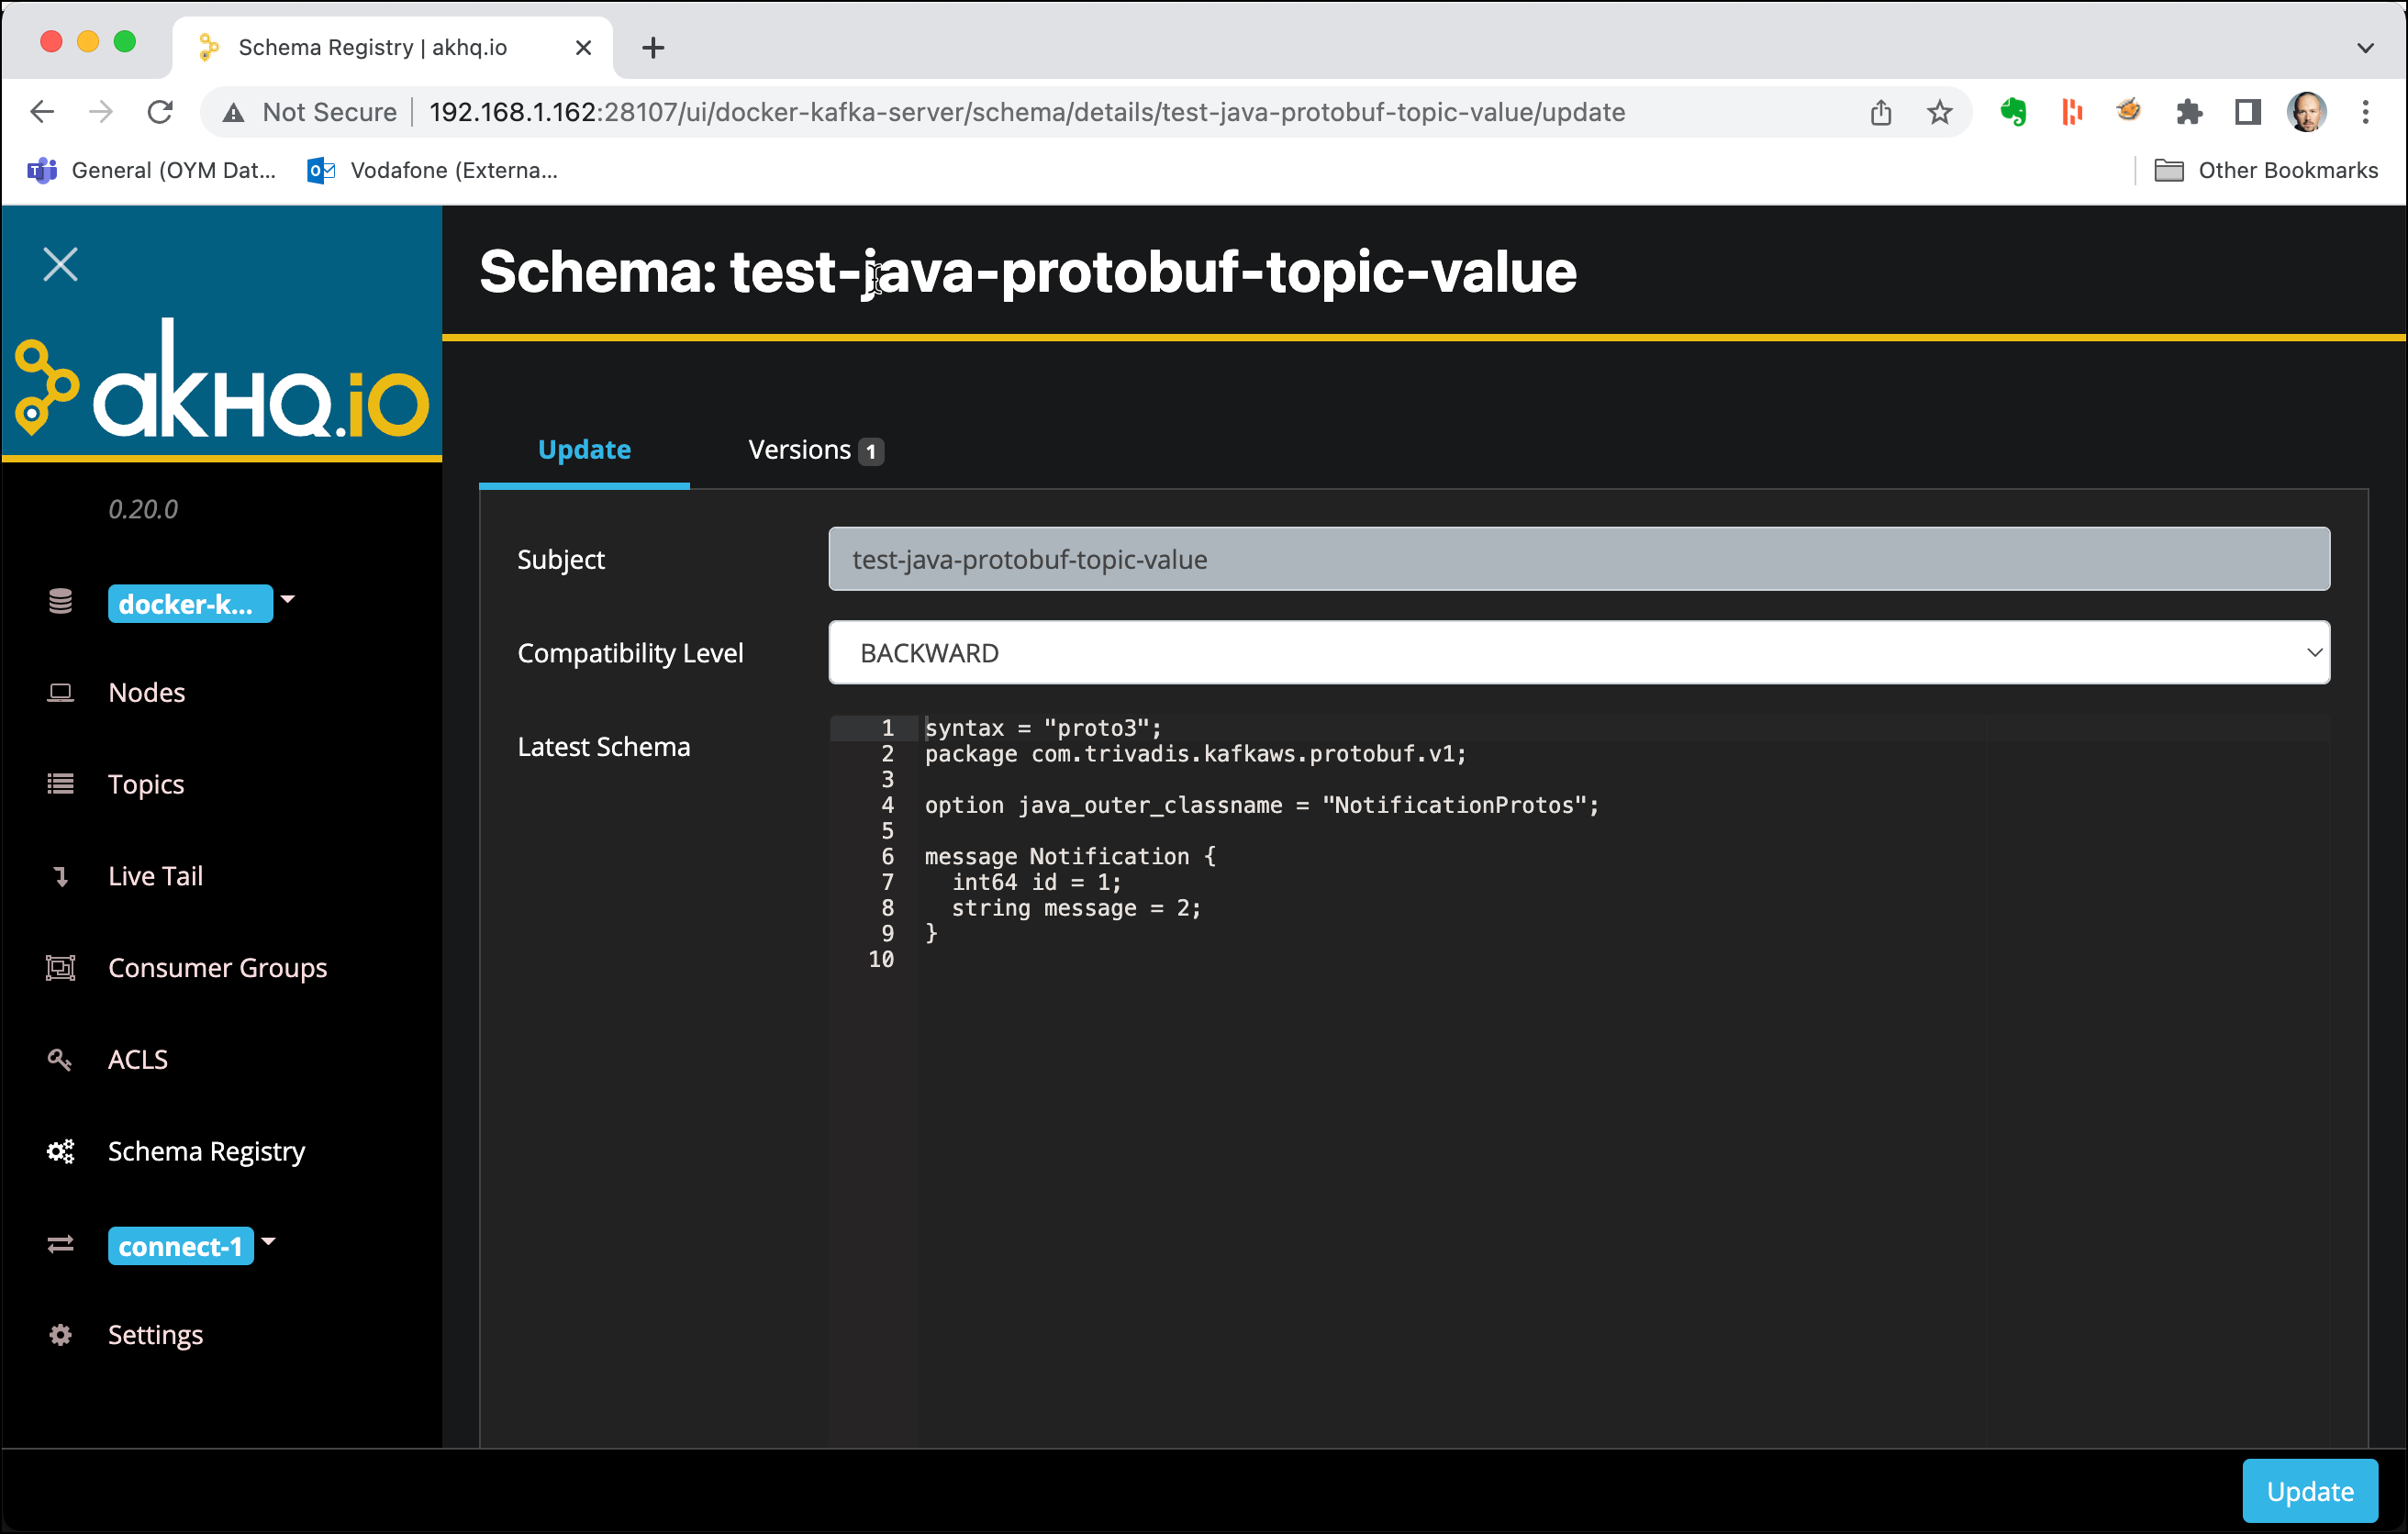 Schema Registry | akhq.io
Not Secure
192.168.1.162:28107/ui/docker-kafka-server/schema/details/test-java-protobuf-topic-value/update
General (OYM Dat...
Vodafone (Externa...
Other Bookmarks
akHQ.io
0.20.0
docker-k...
Nodes
Topics
Live Tail
Consumer Groups
ACLS
Schema Registry
connect-1
Settings
Schema: test-java-protobuf-topic-value
Update
Versions 1
Subject
test-java-protobuf-topic-value
Compatibility Level
BACKWARD
Latest Schema
1 syntax = "proto3";
2 package com.trivadis.kafkaws.protobuf.v1;
3
4 option java_outer_classname = "NotificationProtos";
5
6 message Notification {
7   int64 id = 1;
8   string message = 2;
9 }
10
Update